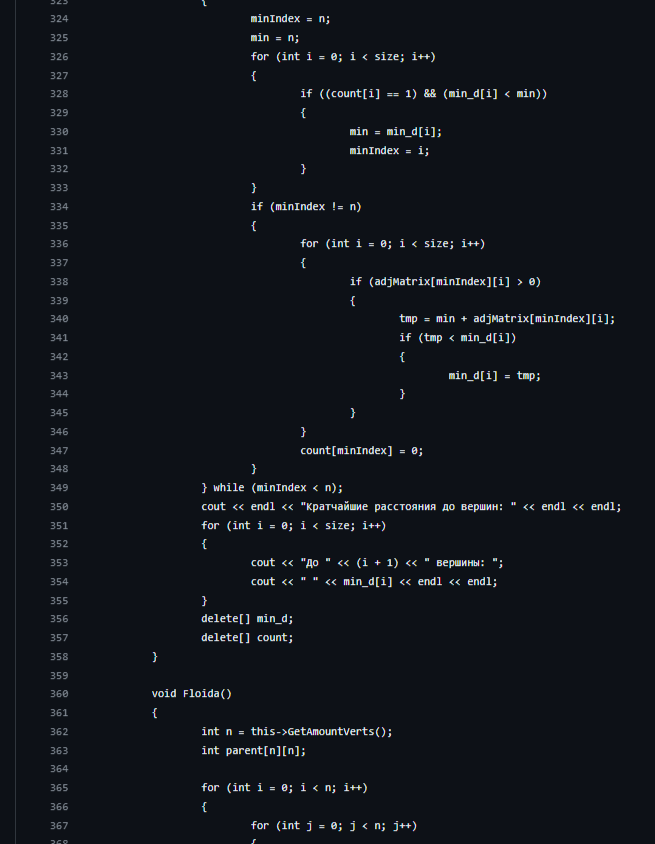 323 {
324 minIndex = n;
325 min = n;
326 for (int i = 0; i < size; i++)
327 {
328 if ((count[i] == 1) && (min_d[i] < min))
329 {
330 min = min_d[i];
331 minIndex = i;
332 }
333 }
334 if (minIndex != n)
335 {
336 for (int i = 0; i < size; i++)
337 {
338 if (adjMatrix[minIndex][i] > 0)
339 {
340 tmp = min + adjMatrix[minIndex][i];
341 if (tmp < min_d[i])
342 {
343 min_d[i] = tmp;
344 }
345 }
346 }
347 count[minIndex] = 0;
348 }
349 } while (minIndex < n);
350 cout << endl << "Кратчайшие расстояния до вершин: " << endl << endl;
351 for (int i = 0; i < size; i++)
352 {
353 cout << "До " << (i + 1) << " вершины: ";
354 cout << " " << min_d[i] << endl << endl;
355 }
356 delete[] min_d;
357 delete[] count;
358 }
359
360 void Floida()
361 {
362 int n = this->GetAmountVerts();
363 int parent[n][n];
364
365 for (int i = 0; i < n; i++)
366 {
367 for (int j = 0; j < n; j++)
368 {